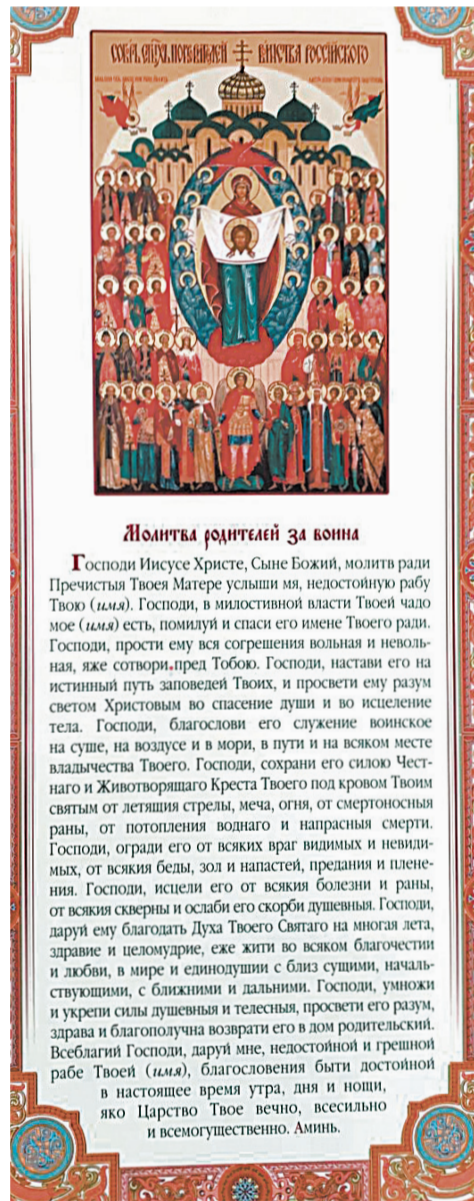 Молитва родителей за воина
Господи Иисусе Христе, Сыне Божий, молитв ради
Пречистыя Твоея Матере услыши мя, недостойную рабу
Твою (имя). Господи, в милостивной власти Твоей чадо
мое (имя) есть, помилуй и спаси его имене Твоего ради.
Господи, прости ему вся согрешения вольная и неволь-
ная, яже сотвори пред Тобою. Господи, настави его на
истинный путь заповедей Твоих, и просвети ему разум
светом Христовым во спасение души и во исцеление
тела. Господи, благослови его служение воинское
на суше, на воздусе и в мори, в пути и на всяком месте
владычества Твоего. Господи, сохрани его силою Чест-
наго и Животворящаго Креста Твоего под кровом Твоим
святым от летящия стрелы, меча, огня, от смертоносныя
раны, от потопления воднаго и напрасныя смерти.
Господи, огради его от всяких враг видимых и невиди-
мых, от всякия беды, зол и напастей, предания и плене-
ния. Господи, исцели его от всякия болезни и раны,
от всякия скверны и ослаби его скорби душевныя. Господи,
даруй ему благодать Духа Твоего Святаго на многая лета,
здравие и целомудрие, еже жити во всяком благочестии
и любви, в мире и единодушии с близ сущими, началь-
ствующими, с ближними и дальними. Господи, умножи
и укрепи силы душевныя и телесныя, просвети его разум,
здрава и благополучна возврати его в дом родительский.
Всеблагий Господи, даруй мне, недостойной и грешной
рабе Твоей (имя), благословения быти достойной
в настоящее время утра, дня и нощи,
яко Царство Твое вечно, всесильно
и всемогущественно. Аминь.